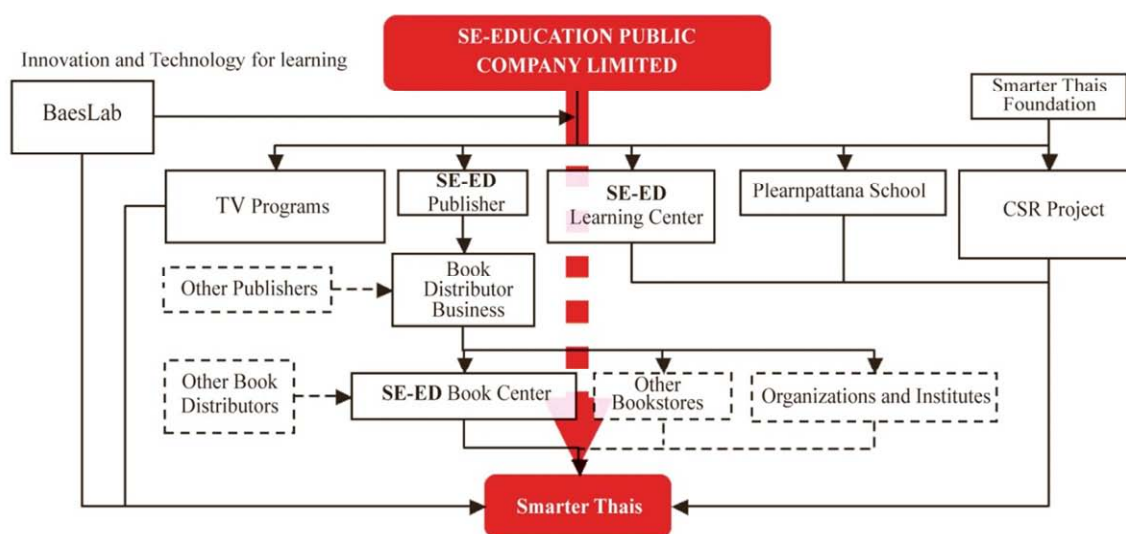 SE-EDUCATION PUBLIC
COMPANY LIMITED
Innovation and Technology for learning
BaesLab
Smarter Thais
Foundation
TV Programs
SE-ED
Publisher
SE-ED
Learning Center
Plearnpattana School
CSR Project
Other Publishers
Book
Distributor
Business
Other Book
Distributors
SE-ED Book Center
Other
Bookstores
Organizations and Institutes
Smarter Thais